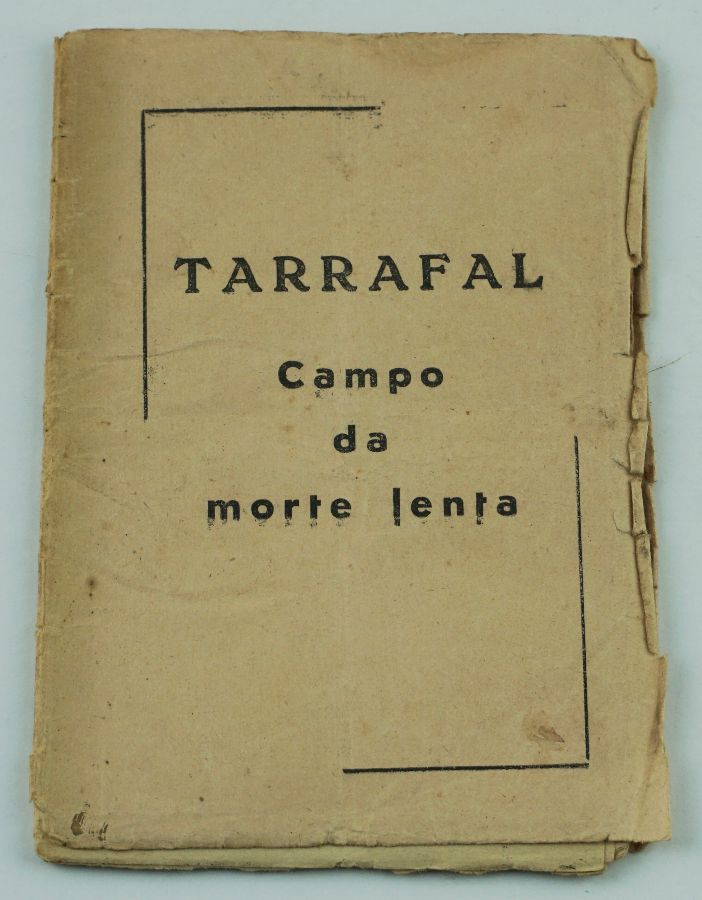 TARRAFAL
Campo
da
morte lenta